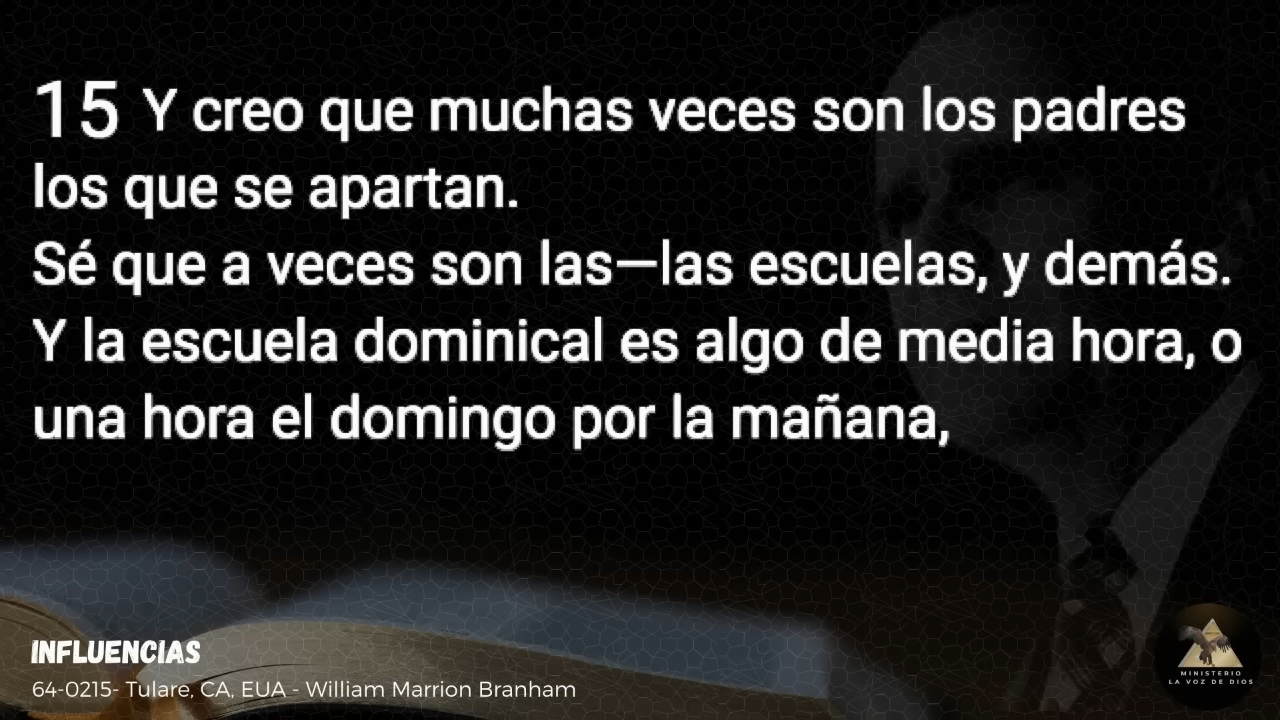 15 Y creo que muchas veces son los padres
los que se apartan.
Sé que a veces son las—las escuelas, y demás.
Y la escuela dominical es algo de media hora, o
una hora el domingo por la mañana,
INFLUENCIAS
64-0215- Tulare, CA, EUA - William Marrion Branham
MINISTERIO
LA VOZ DE DIOS